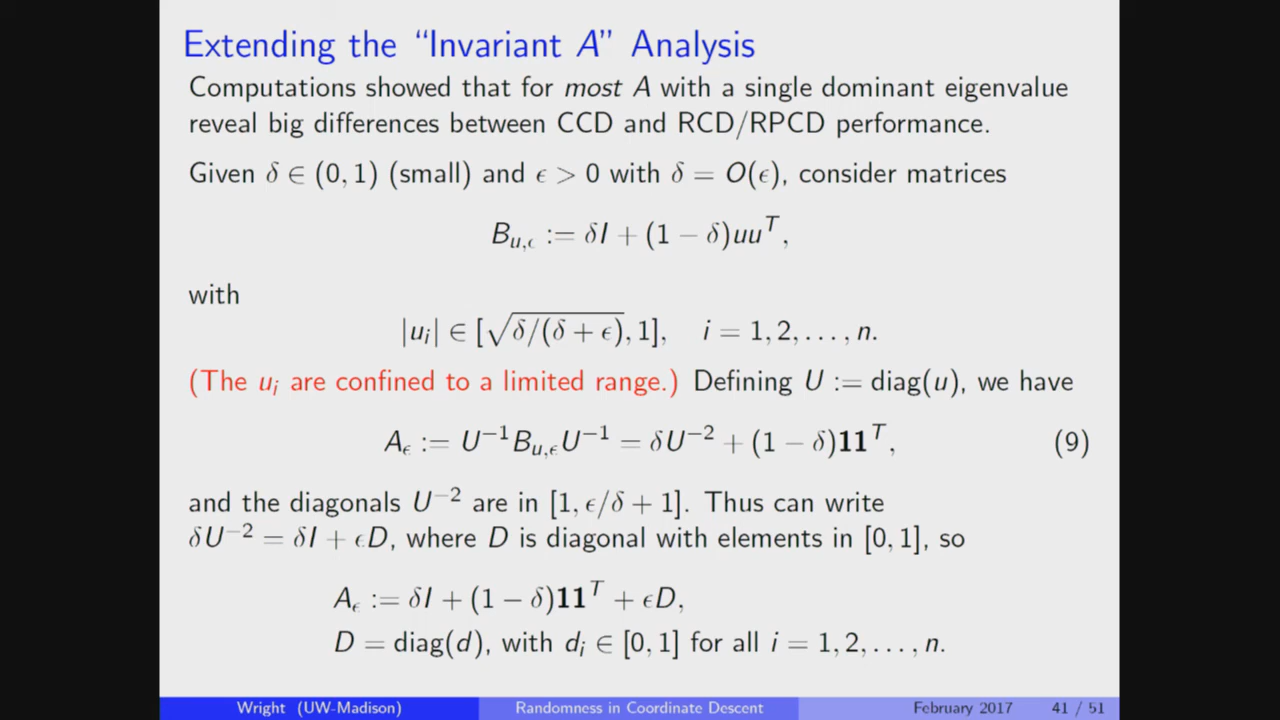 Extending the “Invariant A” Analysis
Computations showed that for most A with a single dominant eigenvalue
reveal big differences between CCD and RCD/RPCD performance.
Given δ ∈ (0, 1) (small) and ϵ > 0 with δ = O(ϵ), consider matrices
B_{u,ϵ} := δI + (1 − δ)uu^T,
with
|u_i| ∈ [√(δ/(δ + ϵ)), 1], i = 1, 2, . . . , n.
(The u_i are confined to a limited range.) Defining U := diag(u), we have
A_ϵ := U^{−1}B_{u,ϵ}U^{−1} = δU^{−2} + (1 − δ)11^T, (9)
and the diagonals U^{−2} are in [1, ϵ/δ + 1]. Thus can write
δU^{−2} = δI + ϵD, where D is diagonal with elements in [0, 1], so
A_ϵ := δI + (1 − δ)11^T + ϵD,
D = diag(d), with d_i ∈ [0, 1] for all i = 1, 2, . . . , n.
Wright (UW-Madison) Randomness in Coordinate Descent February 2017 41 / 51